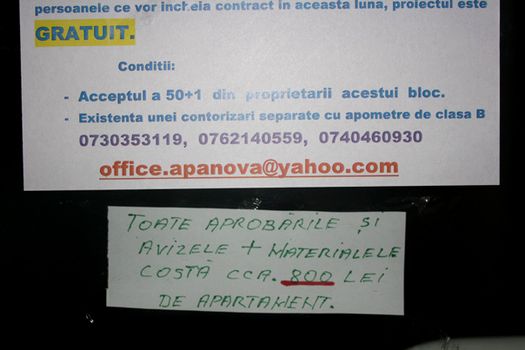 persoanele ce vor incheia contract in aceasta luna, proiectul este
GRATUIT.
Conditii:
- Acceptul a 50+1 din proprietarii acestui bloc.
- Existenta unei contorizari separate cu apometre de clasa B
0730353119, 0762140559, 0740460930
office.apanova@yahoo.com
TOATE APROBĂRILE ȘI
AVIZELE + MATERIALELE
COSTĂ CCA. 800 LEI
DE APARTAMENT.